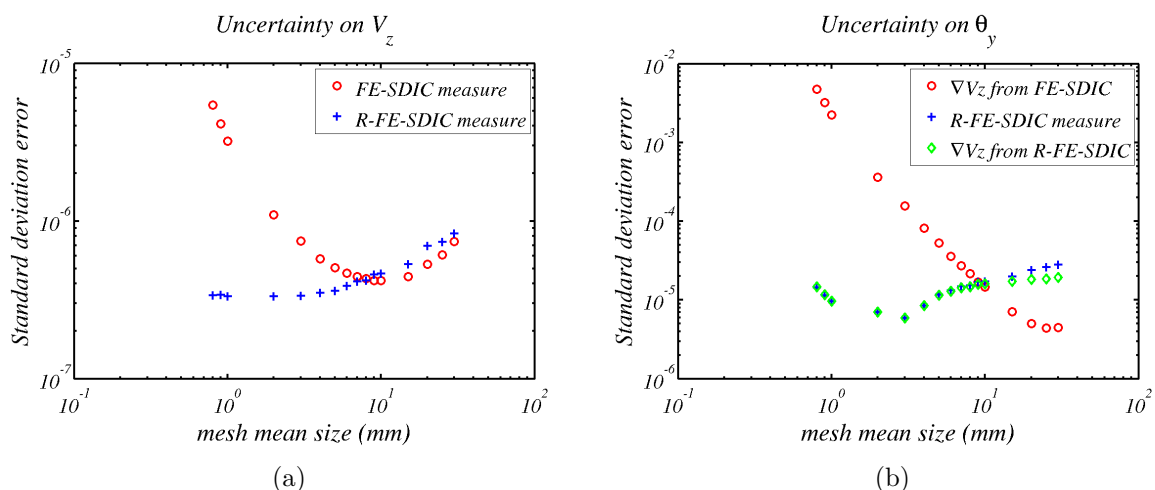 Uncertainty on V_z
10^-5
10^-6
10^-7
Standard deviation error
FE-SDIC measure
R-FE-SDIC measure
10^-1
10^0
10^1
10^2
mesh mean size (mm)
(a)
Uncertainty on θ_y
10^-2
10^-3
10^-4
10^-5
10^-6
Standard deviation error
∇Vz from FE-SDIC
R-FE-SDIC measure
∇Vz from R-FE-SDIC
10^-1
10^0
10^1
10^2
mesh mean size (mm)
(b)